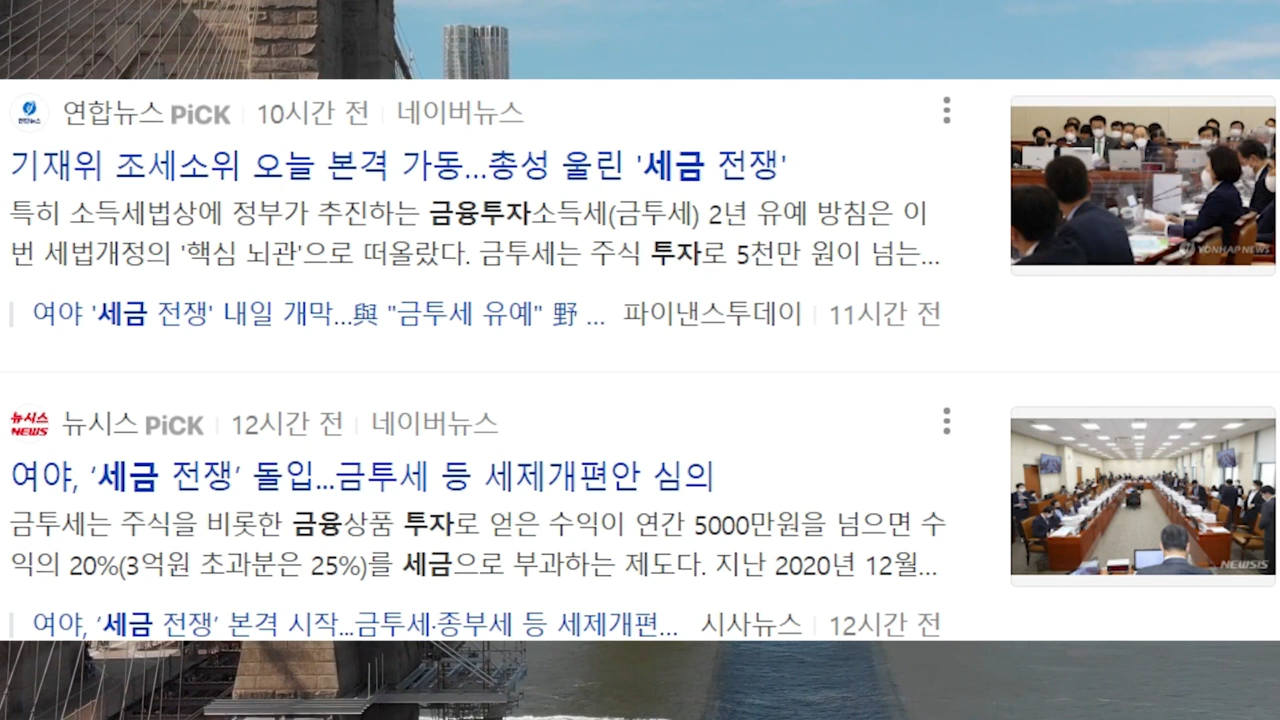 연합뉴스 PiCK 10시간 전 네이버뉴스
기재위 조세소위 오늘 본격 가동...총성 울린 '세금 전쟁'
특히 소득세법상에 정부가 추진하는 금융투자소득세(금투세) 2년 유예 방침은 이
번 세법개정의 '핵심 뇌관'으로 떠올랐다. 금투세는 주식 투자로 5천만 원이 넘는...
YONHAP NEWS
여야 '세금 전쟁' 내일 개막...與 "금투세 유예" 野 ... 파이낸스투데이 11시간 전
뉴시스 NEWS
뉴시스 PiCK 12시간 전 네이버뉴스
여야, ‘세금 전쟁’ 돌입...금투세 등 세제개편안 심의
금투세는 주식을 비롯한 금융상품 투자로 얻은 수익이 연간 5000만원을 넘으면 수
익의 20%(3억원 초과분은 25%)를 세금으로 부과하는 제도다. 지난 2020년 12월...
NEWSIS
여야, ‘세금 전쟁’ 본격 시작...금투세·종부세 등 세제개편... 시사뉴스 12시간 전